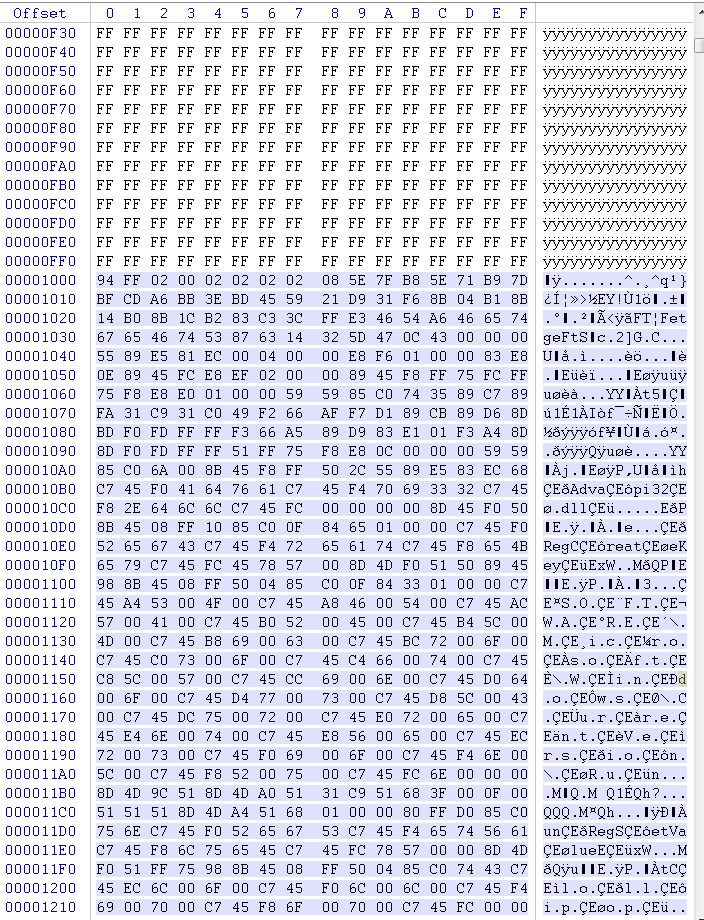 Offset 0 1 2 3 4 5 6 7 8 9 A B C D E F
00000F30 FF FF FF FF FF FF FF FF FF FF FF FF FF FF FF FF ÿÿÿÿÿÿÿÿÿÿÿÿÿÿÿÿ
00000F40 FF FF FF FF FF FF FF FF FF FF FF FF FF FF FF FF ÿÿÿÿÿÿÿÿÿÿÿÿÿÿÿÿ
00000F50 FF FF FF FF FF FF FF FF FF FF FF FF FF FF FF FF ÿÿÿÿÿÿÿÿÿÿÿÿÿÿÿÿ
00000F60 FF FF FF FF FF FF FF FF FF FF FF FF FF FF FF FF ÿÿÿÿÿÿÿÿÿÿÿÿÿÿÿÿ
00000F70 FF FF FF FF FF FF FF FF FF FF FF FF FF FF FF FF ÿÿÿÿÿÿÿÿÿÿÿÿÿÿÿÿ
00000F80 FF FF FF FF FF FF FF FF FF FF FF FF FF FF FF FF ÿÿÿÿÿÿÿÿÿÿÿÿÿÿÿÿ
00000F90 FF FF FF FF FF FF FF FF FF FF FF FF FF FF FF FF ÿÿÿÿÿÿÿÿÿÿÿÿÿÿÿÿ
00000FA0 FF FF FF FF FF FF FF FF FF FF FF FF FF FF FF FF ÿÿÿÿÿÿÿÿÿÿÿÿÿÿÿÿ
00000FB0 FF FF FF FF FF FF FF FF FF FF FF FF FF FF FF FF ÿÿÿÿÿÿÿÿÿÿÿÿÿÿÿÿ
00000FC0 FF FF FF FF FF FF FF FF FF FF FF FF FF FF FF FF ÿÿÿÿÿÿÿÿÿÿÿÿÿÿÿÿ
00000FD0 FF FF FF FF FF FF FF FF FF FF FF FF FF FF FF FF ÿÿÿÿÿÿÿÿÿÿÿÿÿÿÿÿ
00000FE0 FF FF FF FF FF FF FF FF FF FF FF FF FF FF FF FF ÿÿÿÿÿÿÿÿÿÿÿÿÿÿÿÿ
00000FF0 FF FF FF FF FF FF FF FF FF FF FF FF FF FF FF FF ÿÿÿÿÿÿÿÿÿÿÿÿÿÿÿÿ
00001000 94 FF 02 00 02 02 02 02 08 5E 7F B8 5E 71 B9 7D ▌ÿ.......^.¸^q¹}
00001010 BF CD A6 BB 3E BD 45 59 21 D9 31 F6 8B 04 B1 8B ¿Í¦»>½EY!Ù1ö▌.±▌
00001020 14 B0 8B 1C B2 83 C3 3C FF E3 46 54 A6 46 65 74 .°▌.²▌Ã<ÿãFT¦Fet
00001030 67 65 46 74 53 87 63 14 32 5D 47 0C 43 00 00 00 geFtS▌c.2]G.C...
00001040 55 89 E5 81 EC 00 04 00 00 E8 F6 01 00 00 83 E8 U▌å.ì....èö...▌è
00001050 0E 89 45 FC E8 EF 02 00 00 89 45 F8 FF 75 FC FF .▌Eüèï...▌Eøÿuüÿ
00001060 75 F8 E8 E0 01 00 00 59 59 85 C0 74 35 89 C7 89 uøèà...YY▌Àt5▌Ç▌
00001070 FA 31 C9 31 C0 49 F2 66 AF F7 D1 89 CB 89 D6 8D ú1É1ÀIòf¯÷Ñ▌Ë▌Ö.
00001080 BD F0 FD FF FF F3 66 A5 89 D9 83 E1 01 F3 A4 8D ½ðýÿÿóf¥▌Ù▌á.ó¤.
00001090 8D F0 FD FF FF 51 FF 75 F8 E8 0C 00 00 00 59 59 .ðýÿÿQÿuøè....YY
000010A0 85 C0 6A 00 8B 45 F8 FF 50 2C 55 89 E5 83 EC 68 ▌Àj.▌EøÿP,U▌å▌ìh
000010B0 C7 45 F0 41 64 76 61 C7 45 F4 70 69 33 32 C7 45 ÇEðAdvaÇEôpi32ÇE
000010C0 F8 2E 64 6C 6C C7 45 FC 00 00 00 00 8D 45 F0 50 ø.dllÇEü.....EðP
000010D0 8B 45 08 FF 10 85 C0 0F 84 65 01 00 00 C7 45 F0 ▌E.ÿ.▌À.▌e...ÇEð
000010E0 52 65 67 43 C7 45 F4 72 65 61 74 C7 45 F8 65 4B RegCÇEôreatÇEøeK
000010F0 65 79 C7 45 FC 45 78 57 00 8D 4D F0 51 50 89 45 eyÇEüExW..MðQP▌E
00001100 98 8B 45 08 FF 50 04 85 C0 0F 84 33 01 00 00 C7 ▌▌E.ÿP.▌À.▌3...Ç
00001110 45 A4 53 00 4F 00 C7 45 A8 46 00 54 00 C7 45 AC E¤S.O.ÇE¨F.T.ÇE¬
00001120 57 00 41 00 C7 45 B0 52 00 45 00 C7 45 B4 5C 00 W.A.ÇE°R.E.ÇE´\.
00001130 4D 00 C7 45 B8 69 00 63 00 C7 45 BC 72 00 6F 00 M.ÇE¸i.c.ÇE¼r.o.
00001140 C7 45 C0 73 00 6F 00 C7 45 C4 66 00 74 00 C7 45 ÇEÀs.o.ÇEÄf.t.ÇE
00001150 C8 5C 00 57 00 C7 45 CC 69 00 6E 00 C7 45 D0 64 È\.W.ÇEÌi.n.ÇEÐd
00001160 00 6F 00 C7 45 D4 77 00 73 00 C7 45 D8 5C 00 43 .o.ÇEÔw.s.ÇEØ\.C
00001170 00 C7 45 DC 75 00 72 00 C7 45 E0 72 00 65 00 C7 .ÇEÜu.r.ÇEàr.e.Ç
00001180 45 E4 6E 00 74 00 C7 45 E8 56 00 65 00 C7 45 EC Eän.t.ÇEèV.e.ÇEì
00001190 72 00 73 00 C7 45 F0 69 00 6F 00 C7 45 F4 6E 00 r.s.ÇEði.o.ÇEôn.
000011A0 5C 00 C7 45 F8 52 00 75 00 C7 45 FC 6E 00 00 00 \.ÇEøR.u.ÇEün...
000011B0 8D 4D 9C 51 8D 4D A0 51 31 C9 51 68 3F 00 0F 00 .M▌Q.M Q1ÉQh?...
000011C0 51 51 51 8D 4D A4 51 68 01 00 00 80 FF D0 85 C0 QQQ.M¤Qh...▌ÿÐ▌À
000011D0 75 6E C7 45 F0 52 65 67 53 C7 45 F4 65 74 56 61 unÇEðRegSÇEôetVa
000011E0 C7 45 F8 6C 75 65 45 C7 45 FC 78 57 00 00 8D 4D ÇEølueEÇEüxW...M
000011F0 F0 51 FF 75 98 8B 45 08 FF 50 04 85 C0 74 43 C7 ðQÿu▌▌E.ÿP.▌ÀtCÇ
00001200 45 EC 6C 00 6F 00 C7 45 F0 6C 00 6C 00 C7 45 F4 Eìl.o.ÇEðl.l.ÇEô
00001210 69 00 70 00 C7 45 F8 6F 00 70 00 C7 45 FC 00 00 i.p.ÇEøo.p.ÇEü..